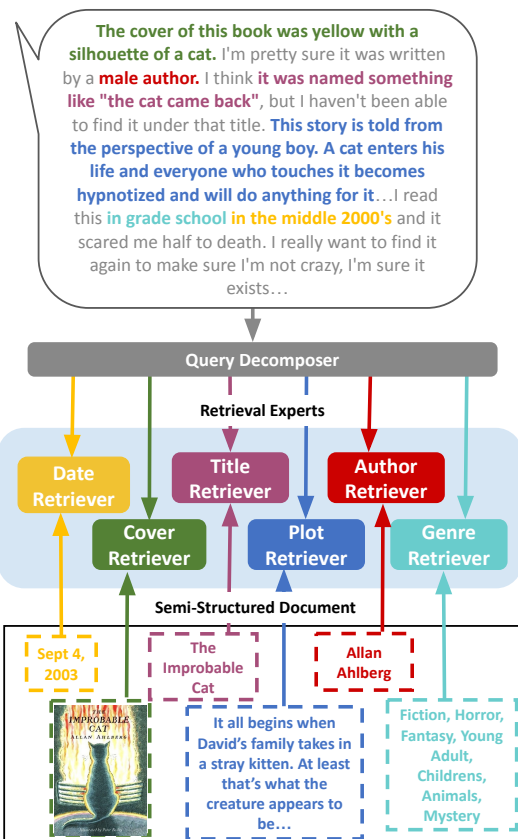 The cover of this book was yellow with a
silhouette of a cat. I'm pretty sure it was written
by a male author. I think it was named something
like "the cat came back", but I haven't been able
to find it under that title. This story is told from
the perspective of a young boy. A cat enters his
life and everyone who touches it becomes
hypnotized and will do anything for it…I read
this in grade school in the middle 2000's and it
scared me half to death. I really want to find it
again to make sure I'm not crazy, I'm sure it
exists…
Query Decomposer
Retrieval Experts
Date
Retriever
Title
Retriever
Author
Retriever
Cover
Retriever
Plot
Retriever
Genre
Retriever
Semi-Structured Document
Sept 4,
2003
The
Improbable
Cat
Allan
Ahlberg
THE
IMPROBABLE
CAT
ALLAN AHLBERG
It all begins when
David's family takes in
a stray kitten. At least
that's what the
creature appears to
be…
Fiction, Horror,
Fantasy, Young
Adult,
Childrens,
Animals,
Mystery